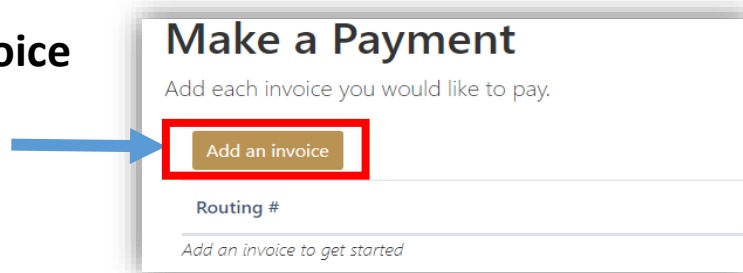 Make a Payment
Add each invoice you would like to pay.
Add an invoice
Routing #
Add an invoice to get started